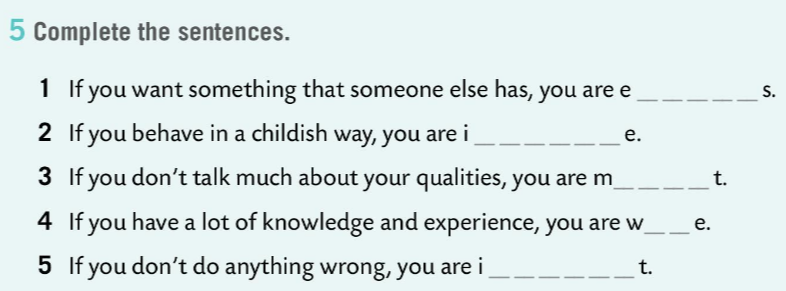 5 Complete the sentences.
1 If you want something that someone else has, you are e _ _ _ _ _ s.
2 If you behave in a childish way, you are i _ _ _ _ _ _ e.
3 If you don't talk much about your qualities, you are m_ _ _ _ t.
4 If you have a lot of knowledge and experience, you are w_ _ e.
5 If you don't do anything wrong, you are i _ _ _ _ _ _ t.